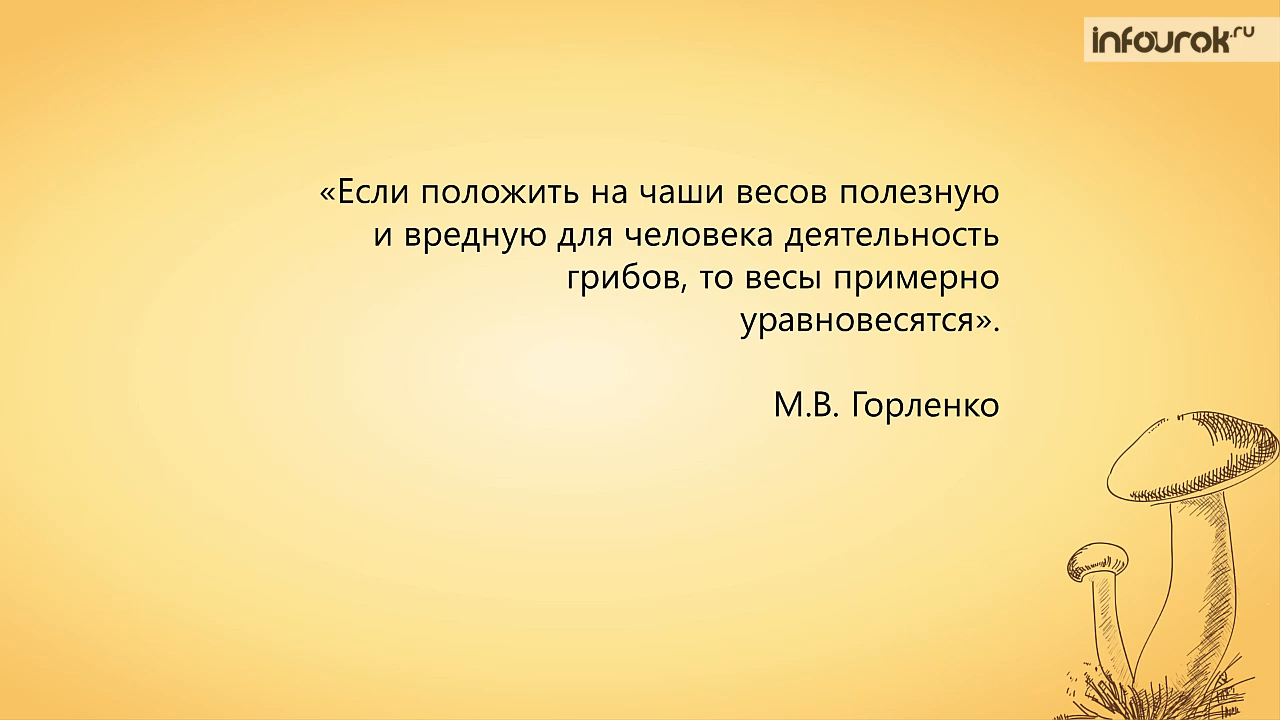 infourok.ru
«Если положить на чаши весов полезную
и вредную для человека деятельность
грибов, то весы примерно
уравновесятся».
М.В. Горленко